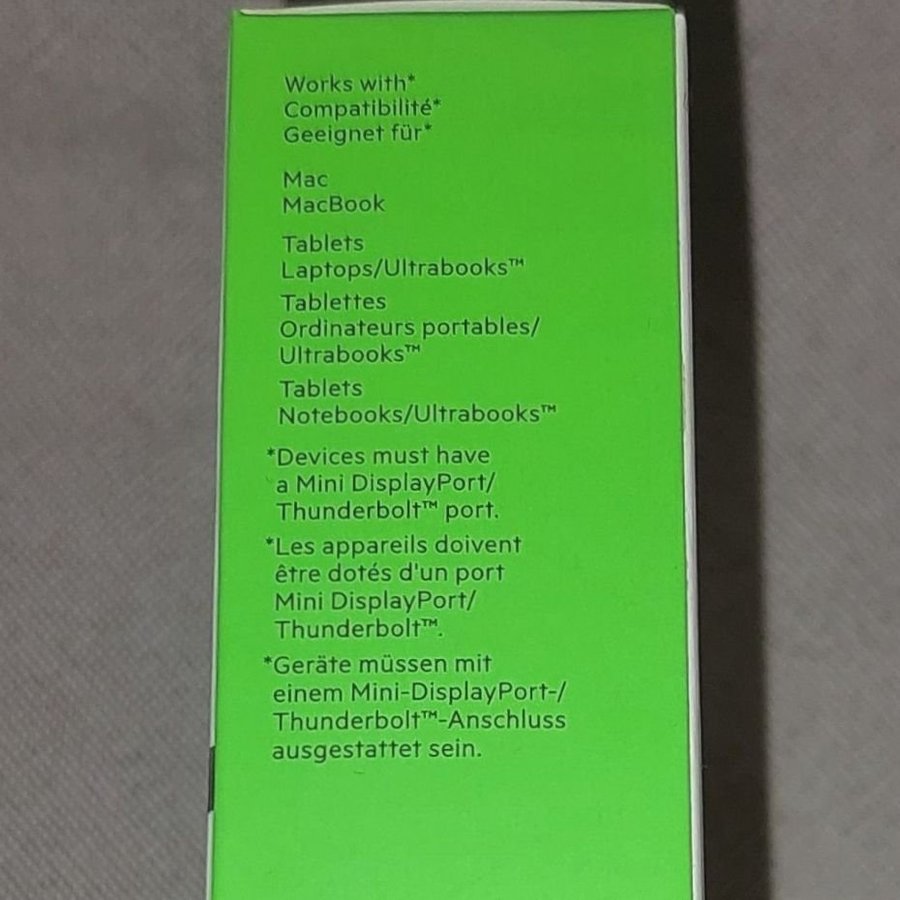 Works with*
Compatibilité*
Geeignet für*
Mac
MacBook
Tablets
Laptops/Ultrabooks™
Tablettes
Ordinateurs portables/
Ultrabooks™
Tablets
Notebooks/Ultrabooks™
*Devices must have
a Mini DisplayPort/
Thunderbolt™ port.
*Les appareils doivent
être dotés d'un port
Mini DisplayPort/
Thunderbolt™.
*Geräte müssen mit
einem Mini-DisplayPort-/
Thunderbolt™-Anschluss
ausgestattet sein.